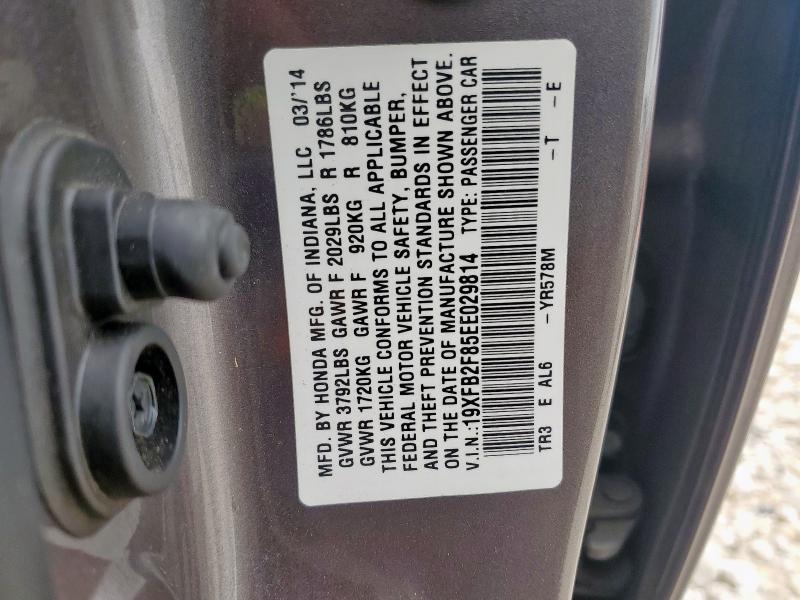 MFD. BY HONDA MFG. OF INDIANA, LLC 03/'14
GVWR 3792LBS GAWR F 2029LBS R 1786LBS
GVWR 1720KG GAWR F 920KG R 810KG
THIS VEHICLE CONFORMS TO ALL APPLICABLE
FEDERAL MOTOR VEHICLE SAFETY, BUMPER,
AND THEFT PREVENTION STANDARDS IN EFFECT
ON THE DATE OF MANUFACTURE SHOWN ABOVE.
V.I.N.:19XFB2F85EE029814 TYPE: PASSENGER CAR
TR3 E AL6 -YR578M -T -E